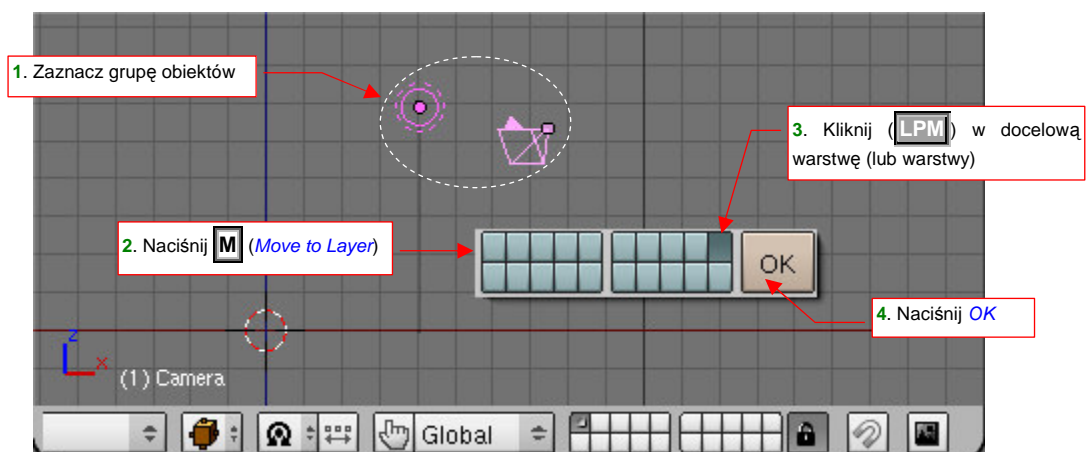 1. Zaznacz grupę obiektów
3. Kliknij (LPM) w docelową
warstwę (lub warstwy)
2. Naciśnij M (Move to Layer)
OK
4. Naciśnij OK
z
x
(1) Camera
Global